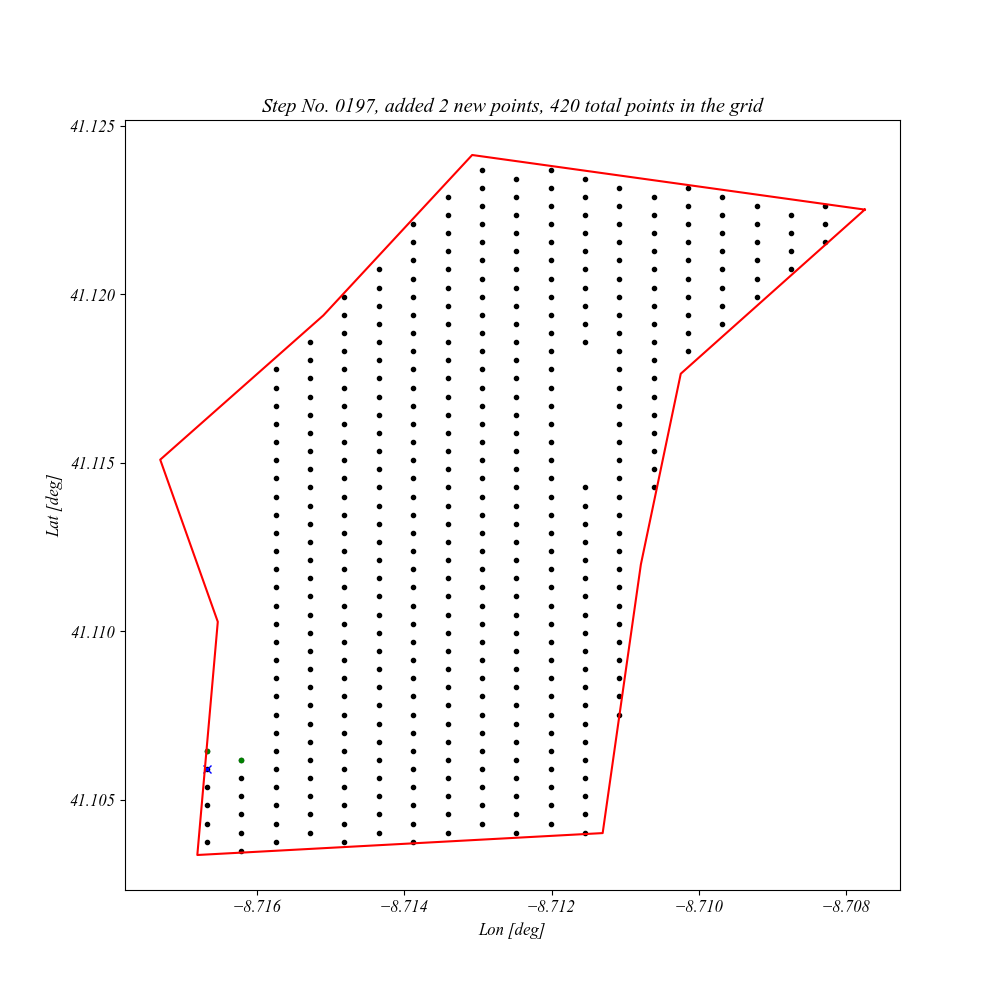 Step No. 0197, added 2 new points, 420 total points in the grid
41.125
41.120
41.115
41.110
41.105
Lat [deg]
−8.716 −8.714 −8.712 −8.710 −8.708
Lon [deg]